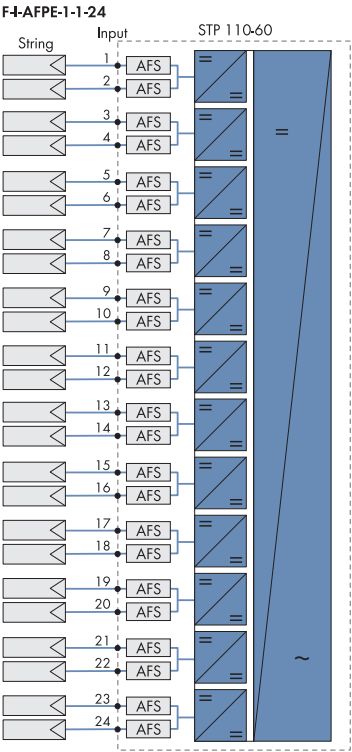 F-I-AFPE-1-1-24
String Input STP 110-60
1 AFS
2 AFS
3 AFS
4 AFS
5 AFS
6 AFS
7 AFS
8 AFS
9 AFS
10 AFS
11 AFS
12 AFS
13 AFS
14 AFS
15 AFS
16 AFS
17 AFS
18 AFS
19 AFS
20 AFS
21 AFS
22 AFS
23 AFS
24 AFS